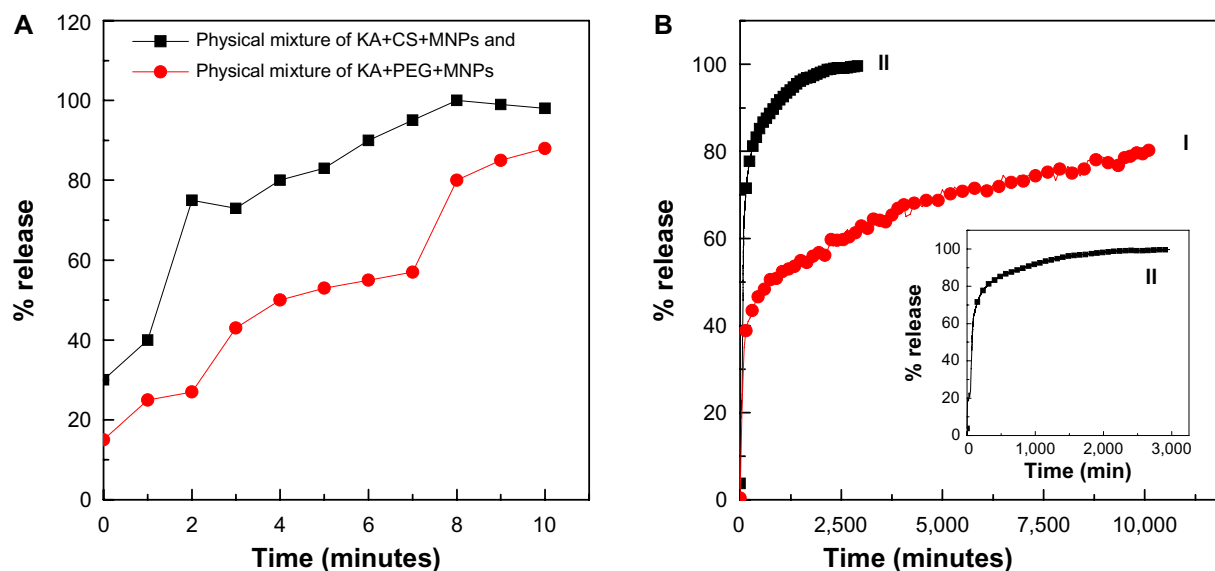 A
Physical mixture of KA+CS+MNPs and
Physical mixture of KA+PEG+MNPs
120
100
80
60
40
20
0
% release
0 2 4 6 8 10
Time (minutes)
B
100
80
60
40
20
0
% release
II
I
0 2,500 5,000 7,500 10,000
Time (minutes)
100
80
60
40
20
0
% release
II
0 1,000 2,000 3,000
Time (min)